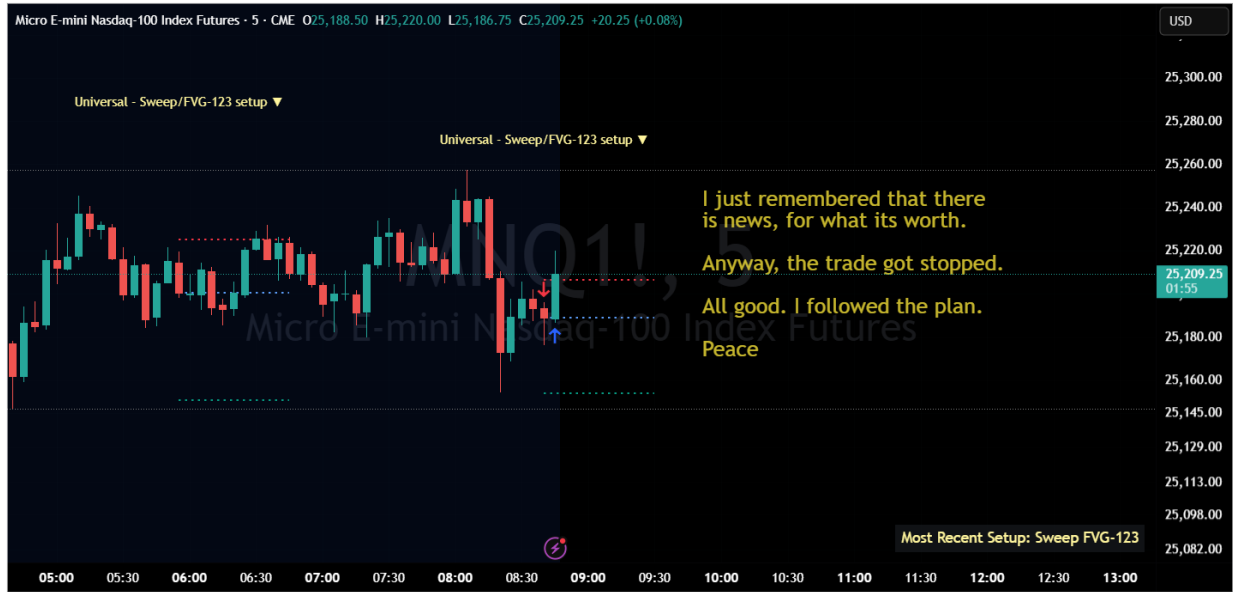 Micro E-mini Nasdaq-100 Index Futures · 5 · CME O25,188.50 H25,220.00 L25,186.75 C25,209.25 +20.25 (+0.08%)
USD
25,300.00
Universal - Sweep/FVG-123 setup ▼
25,280.00
Universal - Sweep/FVG-123 setup ▼
25,260.00
I just remembered that there
is news, for what its worth.
25,240.00
MNQ1!, 5
25,220.00
Anyway, the trade got stopped.
25,209.25
01:55
All good. I followed the plan.
Micro E-mini Nasdaq-100 Index Futures
25,180.00
Peace
25,160.00
25,145.00
25,129.00
25,113.00
25,098.00
Most Recent Setup: Sweep FVG-123
25,082.00
05:00 05:30 06:00 06:30 07:00 07:30 08:00 08:30 09:00 09:30 10:00 10:30 11:00 11:30 12:00 12:30 13:00